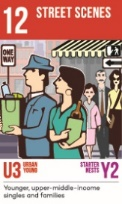 12 STREET SCENES
ONE
WAY
U3 URBAN
YOUNG
STARTER
NESTS Y2
Younger, upper-middle-income
singles and families